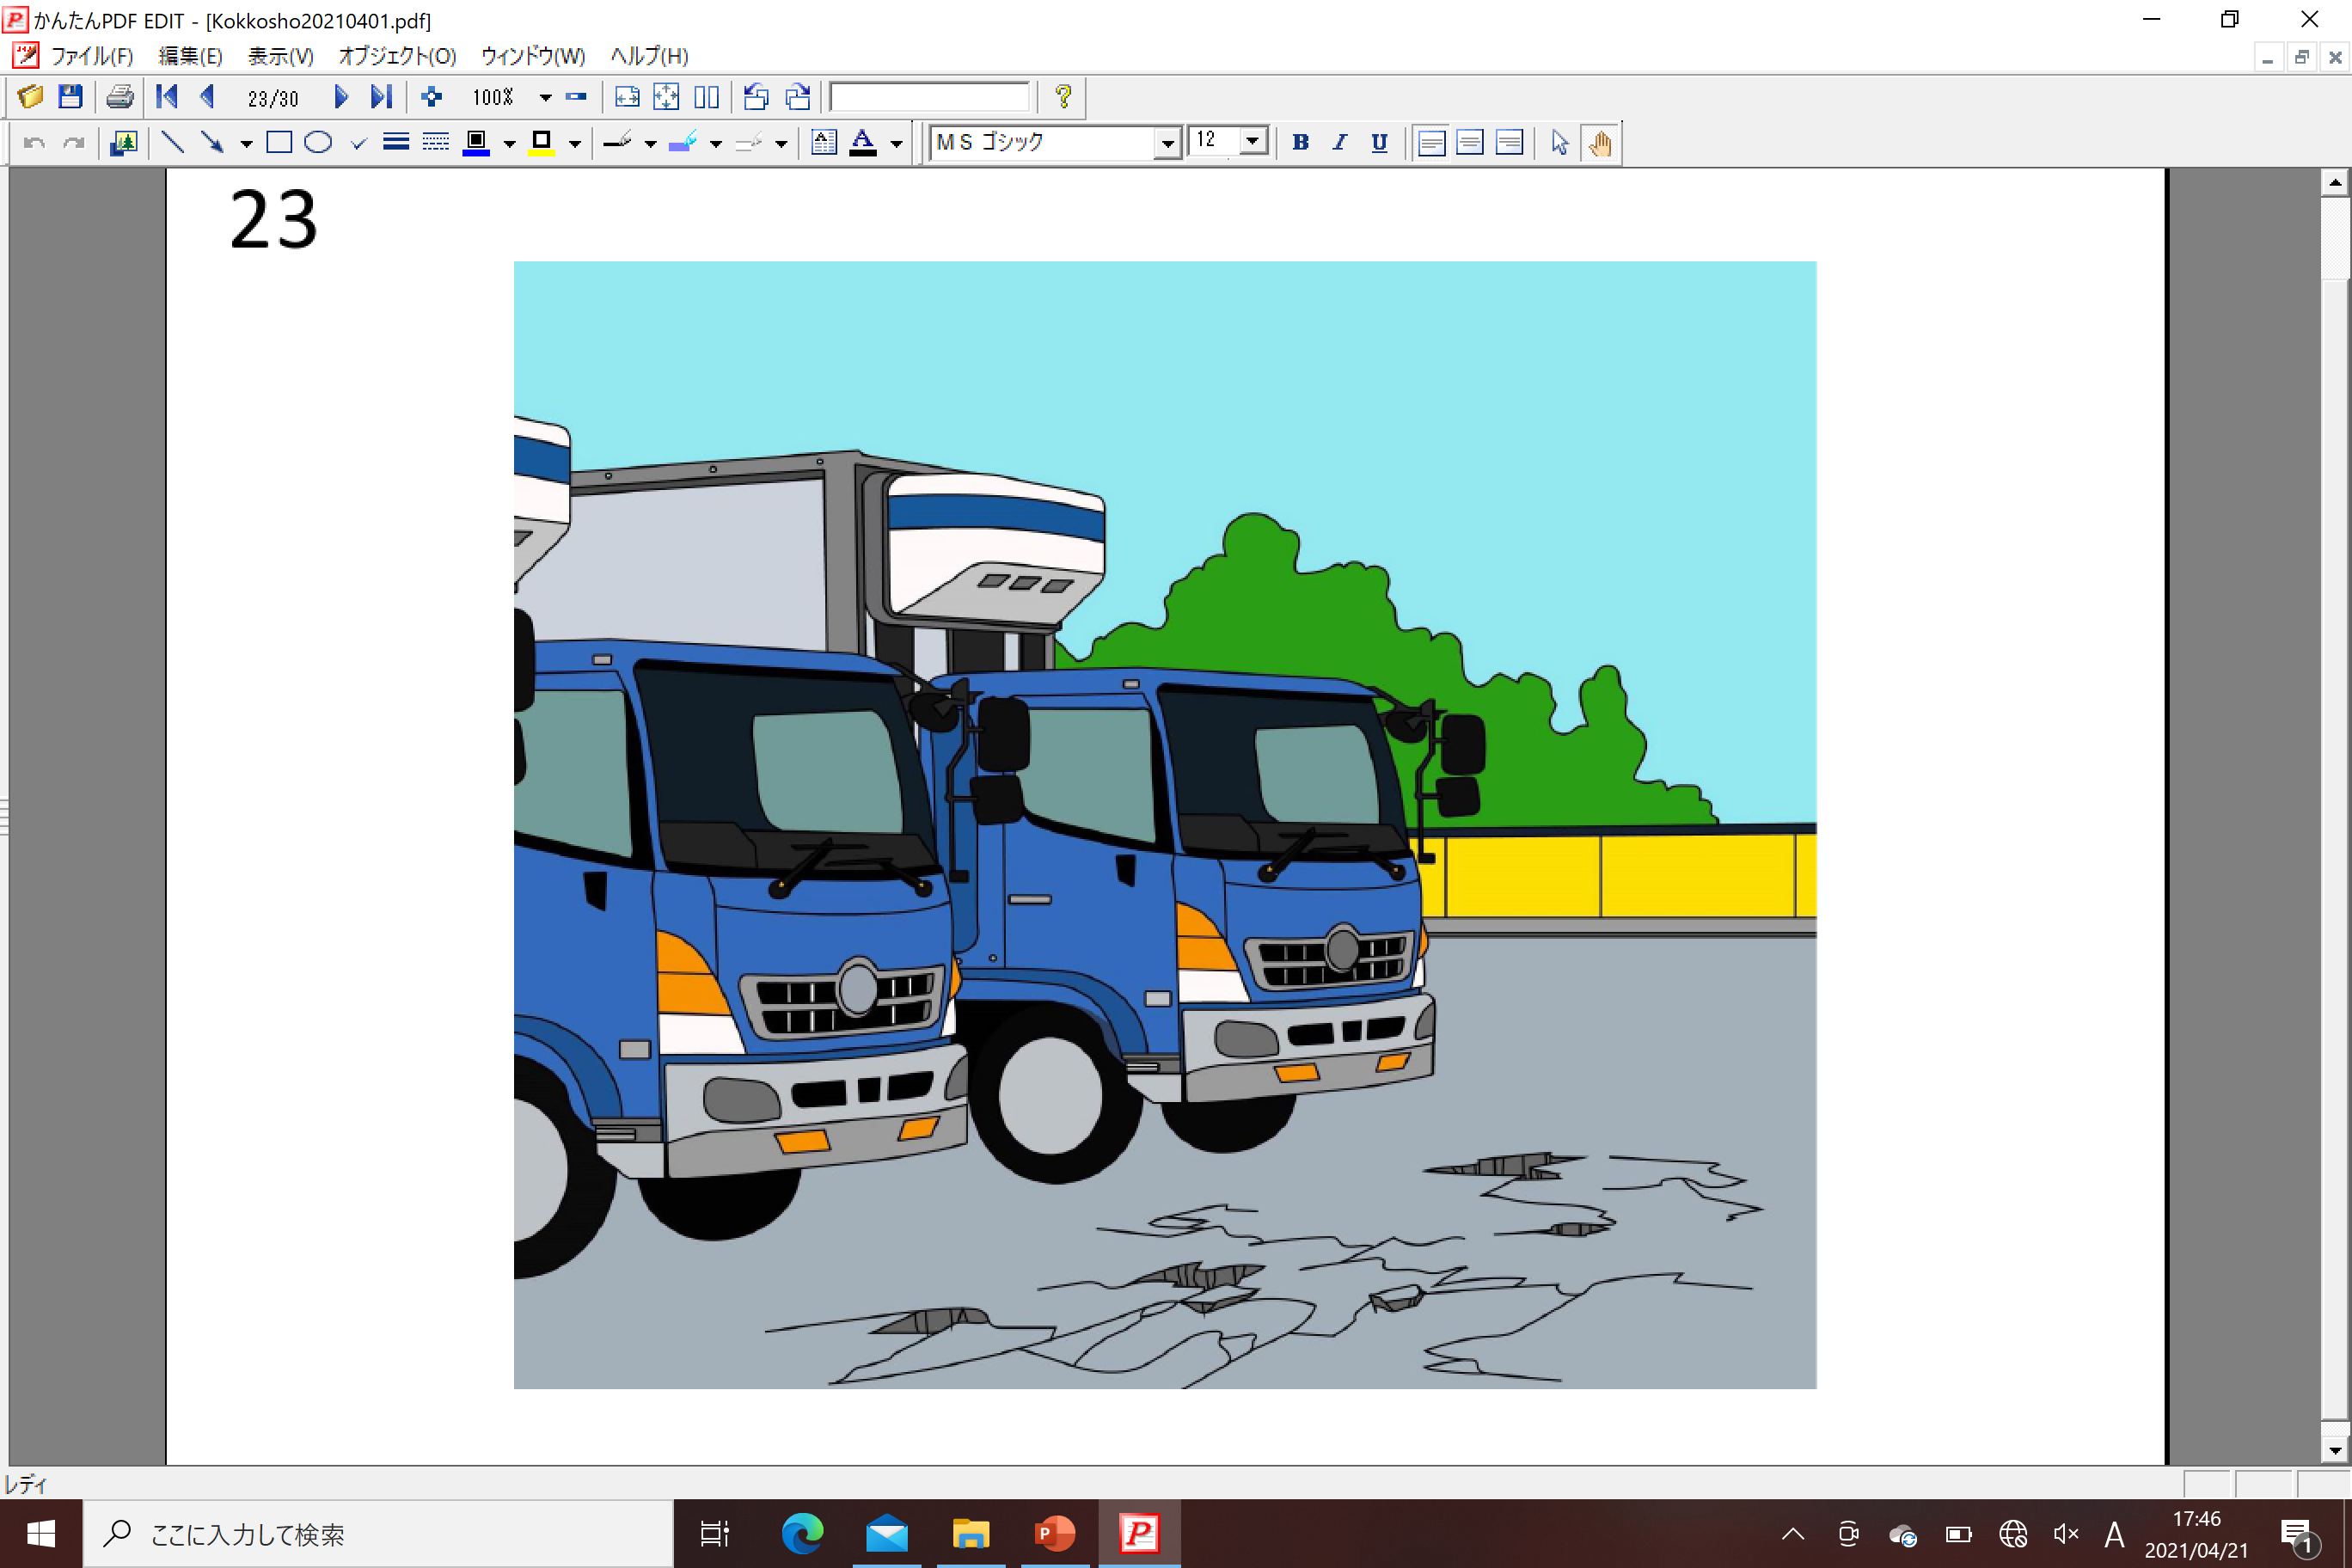 かんたんPDF EDIT - [Kokkosho20210401.pdf]
ファイル(F) 編集(E) 表示(V) オブジェクト(O) ウィンドウ(W) ヘルプ(H)
23/30 100%
ＭＳ ゴシック 12 B I U
23
レディ
ここに入力して検索
A
17:46
2021/04/21
1